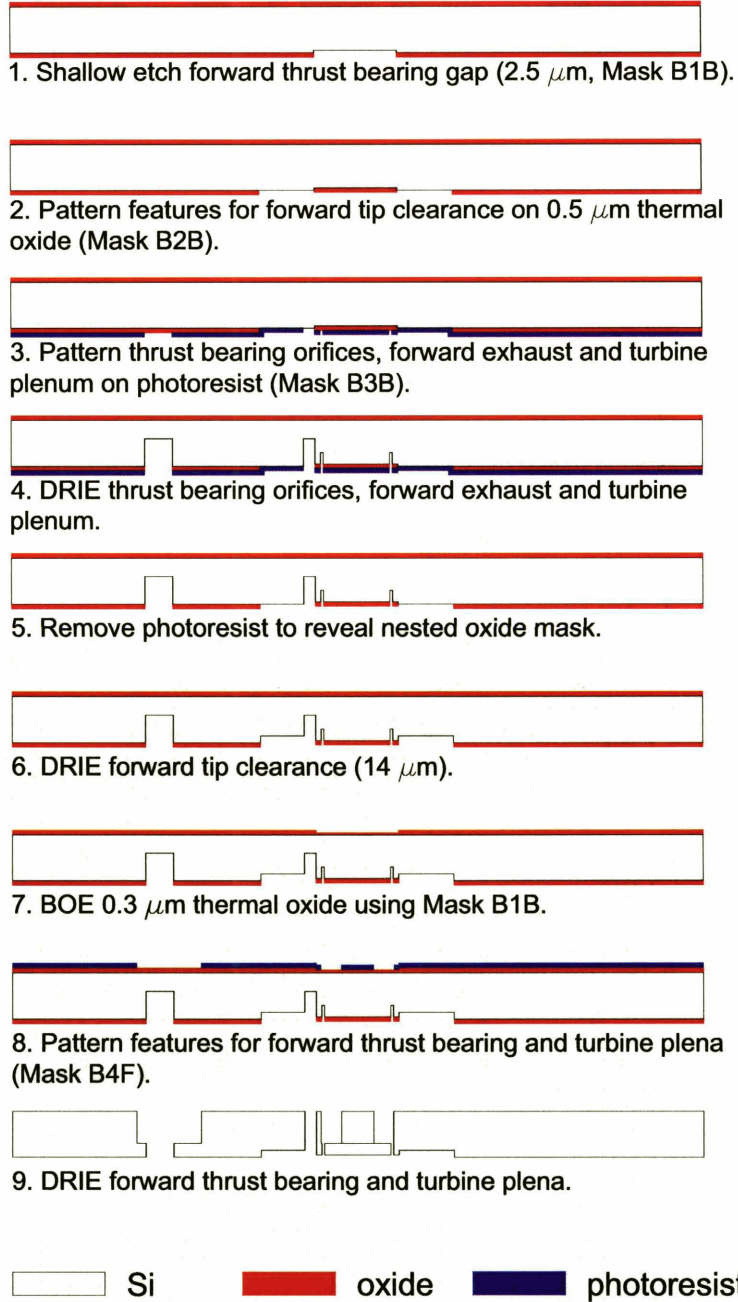 1. Shallow etch forward thrust bearing gap (2.5 μm, Mask B1B).
2. Pattern features for forward tip clearance on 0.5 μm thermal
oxide (Mask B2B).
3. Pattern thrust bearing orifices, forward exhaust and turbine
plenum on photoresist (Mask B3B).
4. DRIE thrust bearing orifices, forward exhaust and turbine
plenum.
5. Remove photoresist to reveal nested oxide mask.
6. DRIE forward tip clearance (14 μm).
7. BOE 0.3 μm thermal oxide using Mask B1B.
8. Pattern features for forward thrust bearing and turbine plena
(Mask B4F).
9. DRIE forward thrust bearing and turbine plena.
Si oxide photoresist